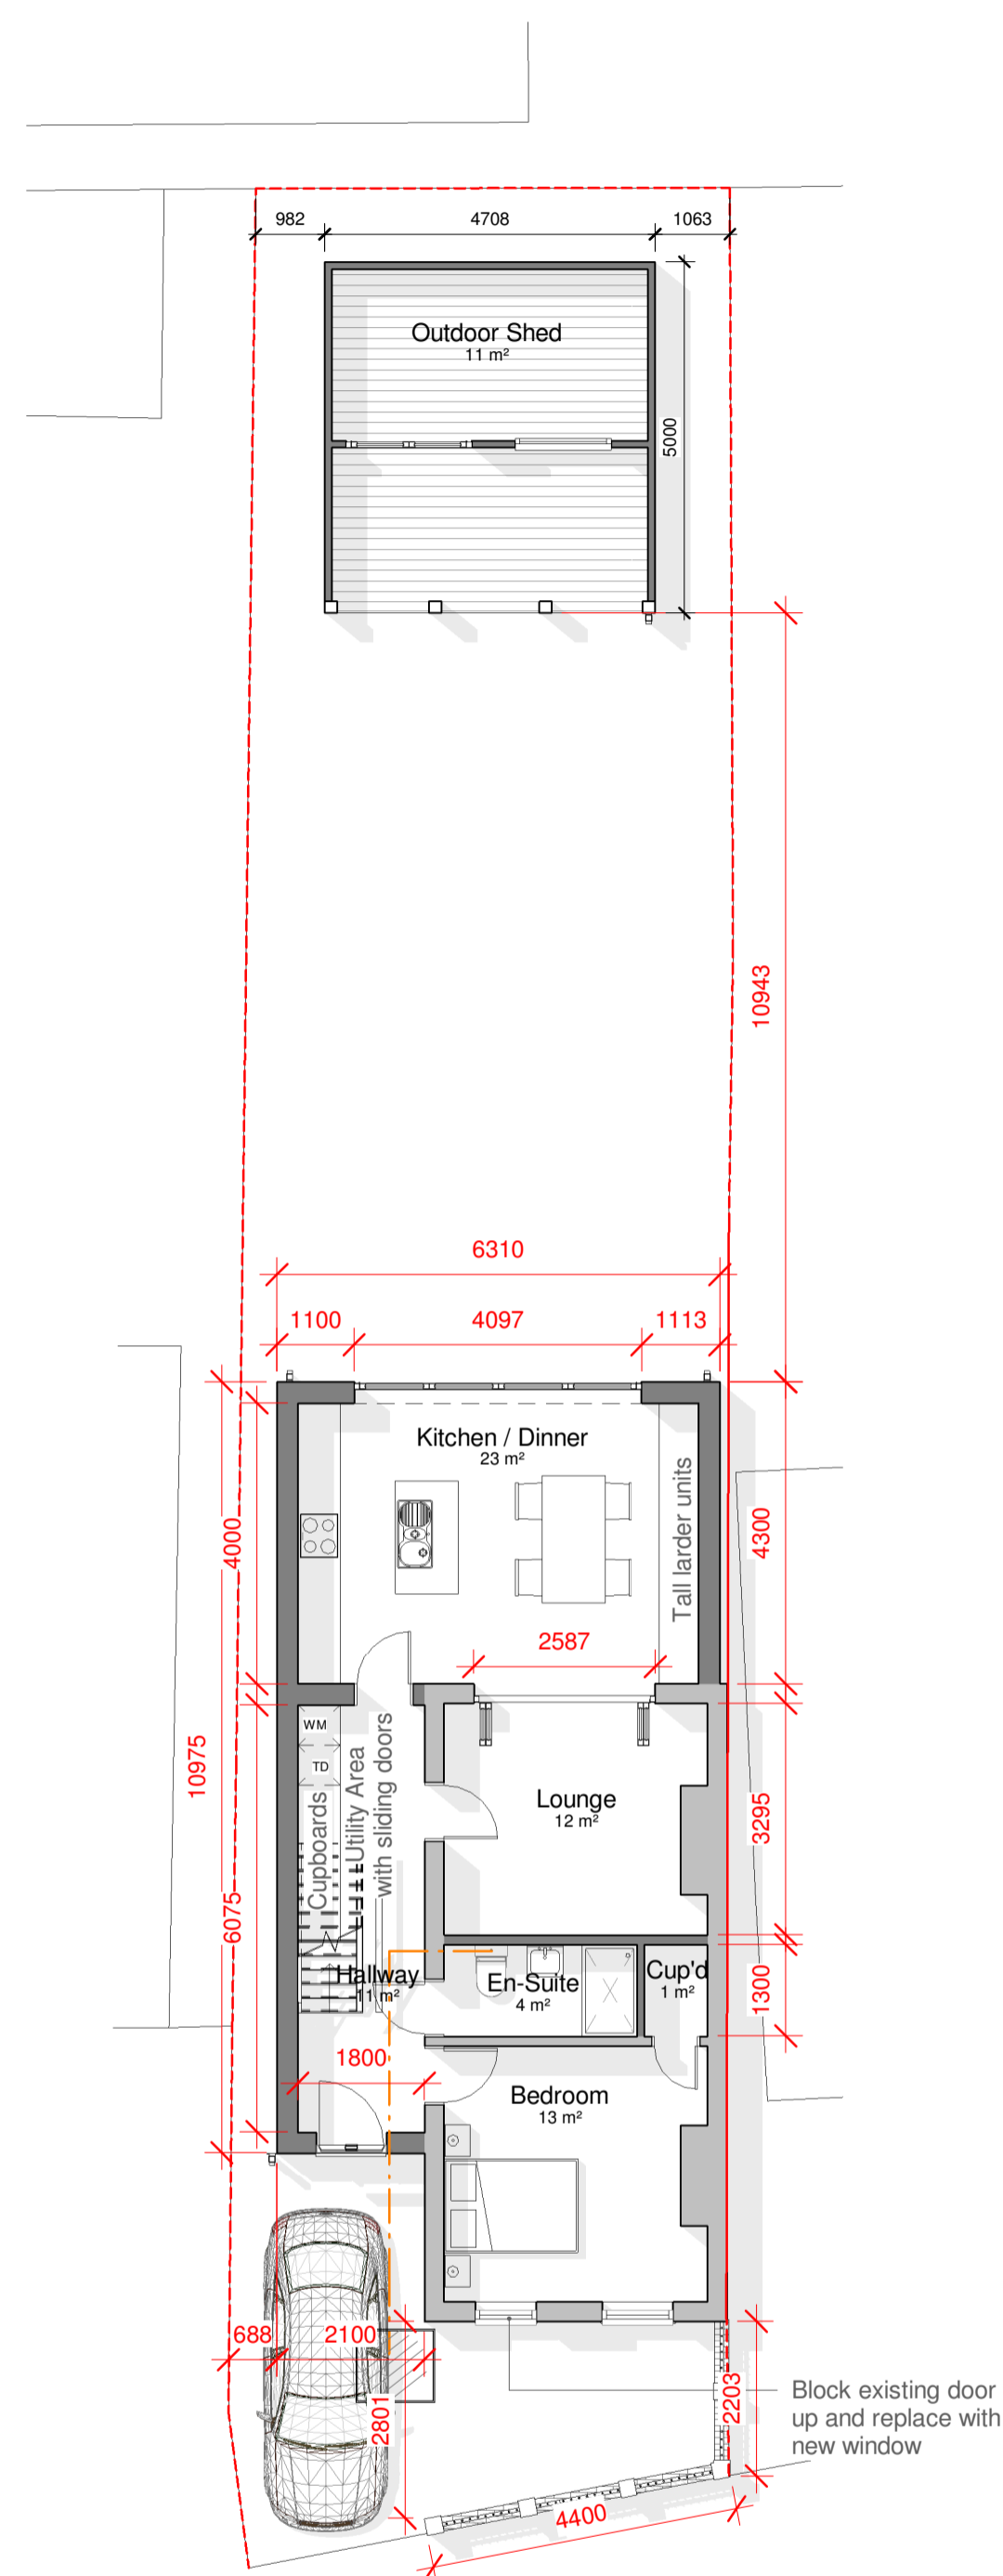 982
4708
1063
Outdoor Shed
11 m²
5000
10943
6310
1100
4097
1113
Kitchen / Dinner
23 m²
Tall larder units
4000
4300
2587
WM
TD
Cupboards
Utility Area
with sliding doors
10975
Lounge
12 m²
3295
6075
Hallway
11 m²
En-Suite
4 m²
Cup'd
1 m²
1300
1800
Bedroom
13 m²
688
2100
2801
2203
Block existing door
up and replace with
new window
4400